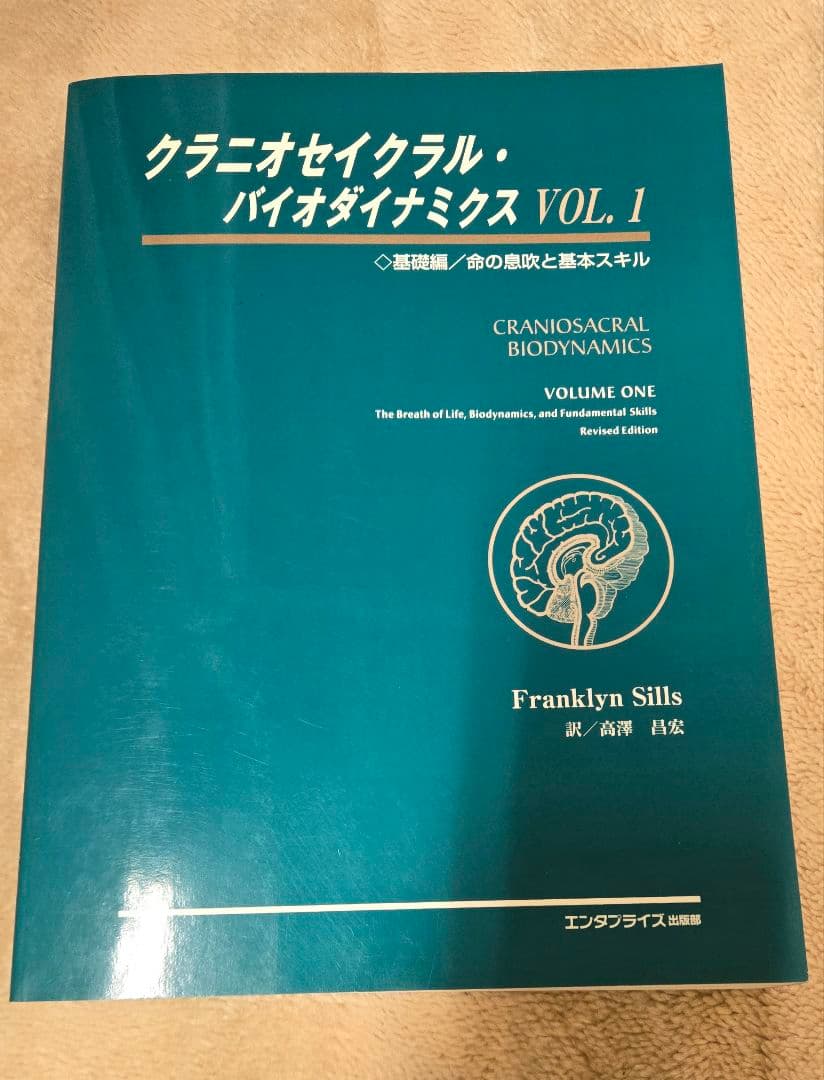 クラニオセイクラル・
バイオダイナミクス VOL. 1
◇基礎編／命の息吹と基本スキル
CRANIOSACRAL
BIODYNAMICS
VOLUME ONE
The Breath of Life, Biodynamics, and Fundamental Skills
Revised Edition
Franklyn Sills
訳／高澤 昌宏
エンタプライズ出版部